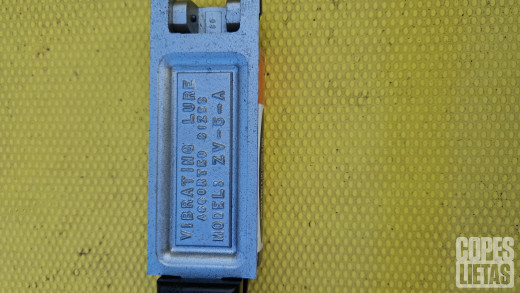 VIBRATING LURE
ASSORTED SIZES
MODEL: ZV-5-A
COPES
LIETAS